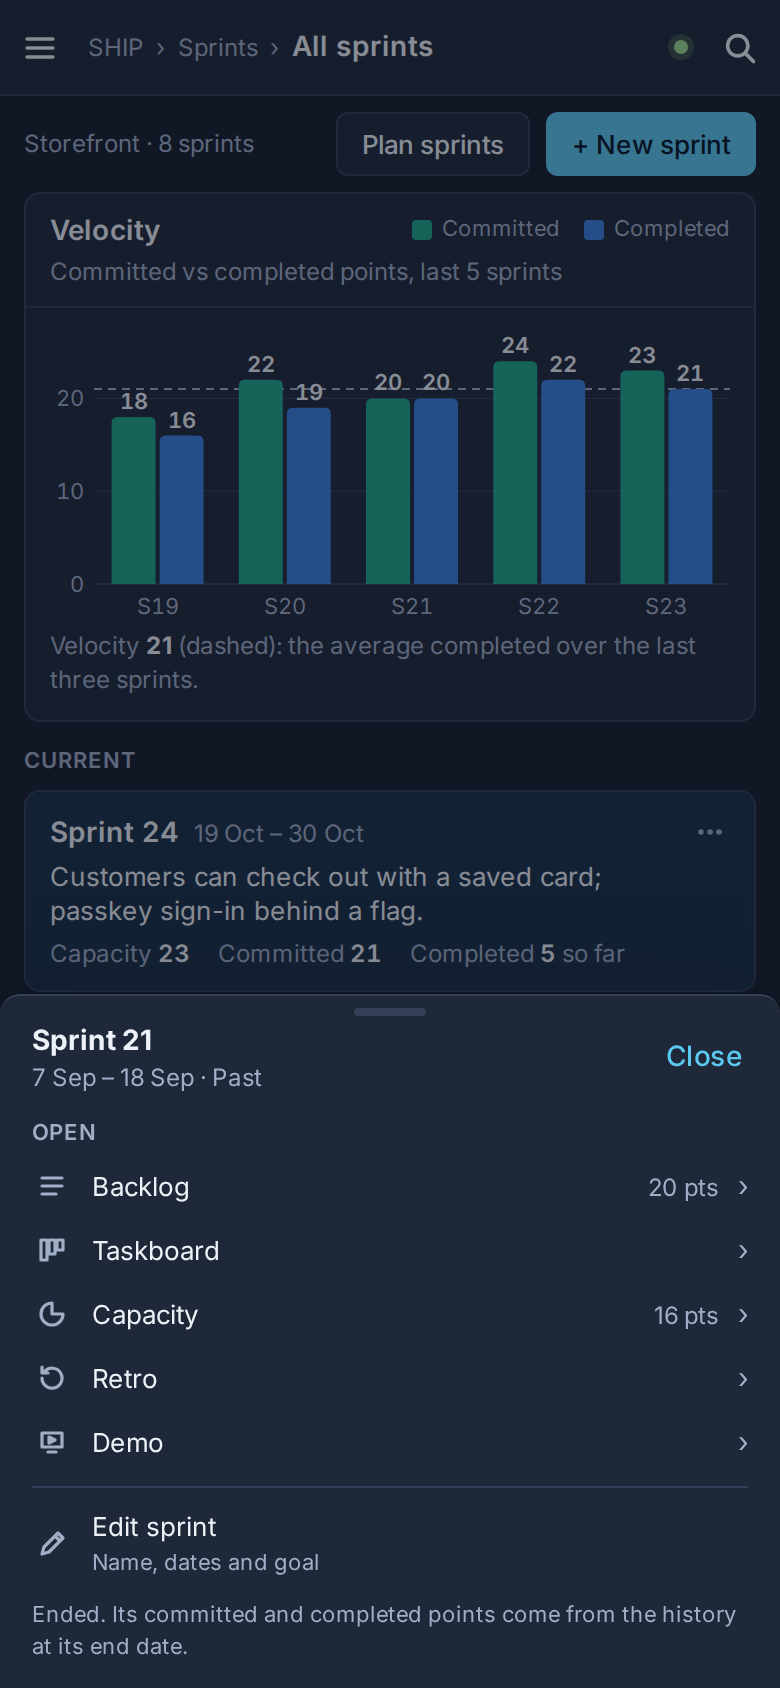 SHIP › Sprints › All sprints
Storefront · 8 sprints
Plan sprints
+ New sprint
Velocity
Committed
Completed
Committed vs completed points, last 5 sprints
24
22
23
22
21
20
18
19
20
20
16
10
0
S19
S20
S21
S22
S23
Velocity 21 (dashed): the average completed over the last
three sprints.
CURRENT
Sprint 24 19 Oct – 30 Oct
Customers can check out with a saved card;
passkey sign-in behind a flag.
Capacity 23 Committed 21 Completed 5 so far
Sprint 21
Close
7 Sep – 18 Sep · Past
OPEN
Backlog 20 pts ›
Taskboard ›
Capacity 16 pts ›
Retro ›
Demo ›
Edit sprint
Name, dates and goal
Ended. Its committed and completed points come from the history
at its end date.